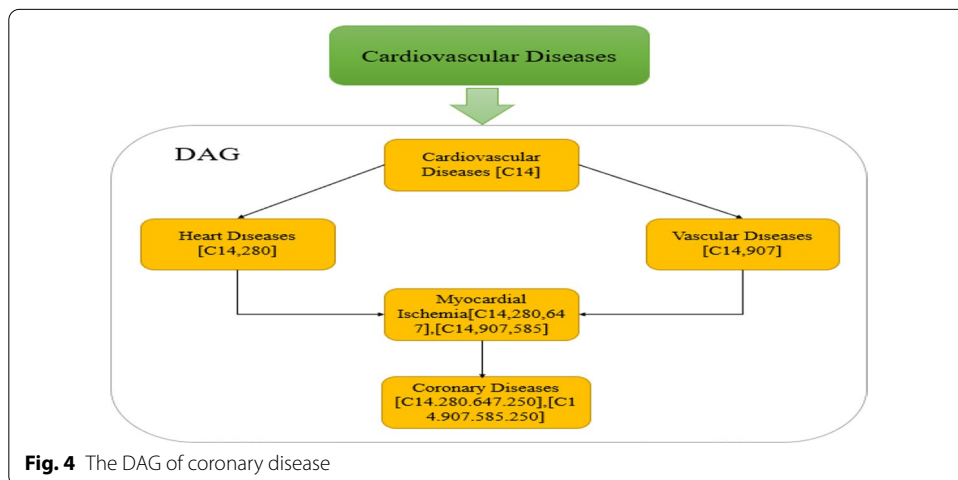 Cardiovascular Diseases
DAG
Cardiovascular
Diseases [C14]
Heart Diseases
[C14,280]
Vascular Diseases
[C14,907]
Myocardial
Ischemia[C14,280,64
7],[C14,907,585]
Coronary Diseases
[C14.280.647.250],[C1
4.907.585.250]
Fig. 4 The DAG of coronary disease